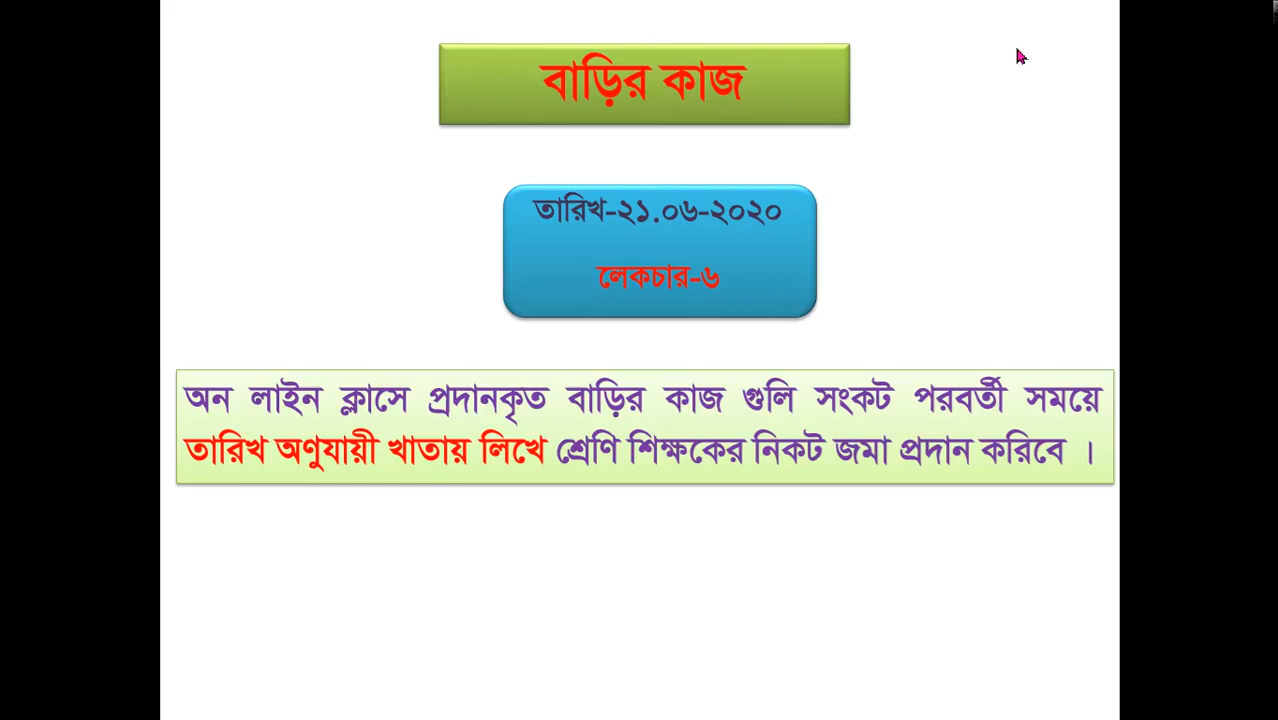 বাড়ির কাজ
তারিখ-২১.০৬-২০২০
লেকচার-৬
অন লাইন ক্লাসে প্রদানকৃত বাড়ির কাজ গুলি সংকট পরবর্তী সময়ে
তারিখ অণুযায়ী খাতায় লিখে শ্রেণি শিক্ষকের নিকট জমা প্রদান করিবে ।